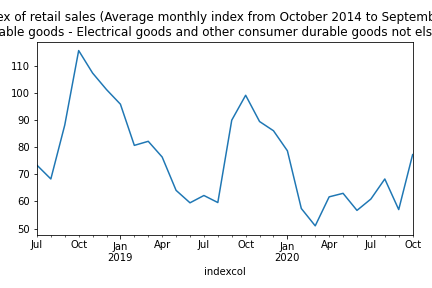 ex of retail sales (Average monthly index from October 2014 to Septemb
able goods - Electrical goods and other consumer durable goods not els
110
100
90
80
70
60
50
Jul Oct Jan Apr Jul Oct Jan Apr Jul Oct
2019 2020
indexcol